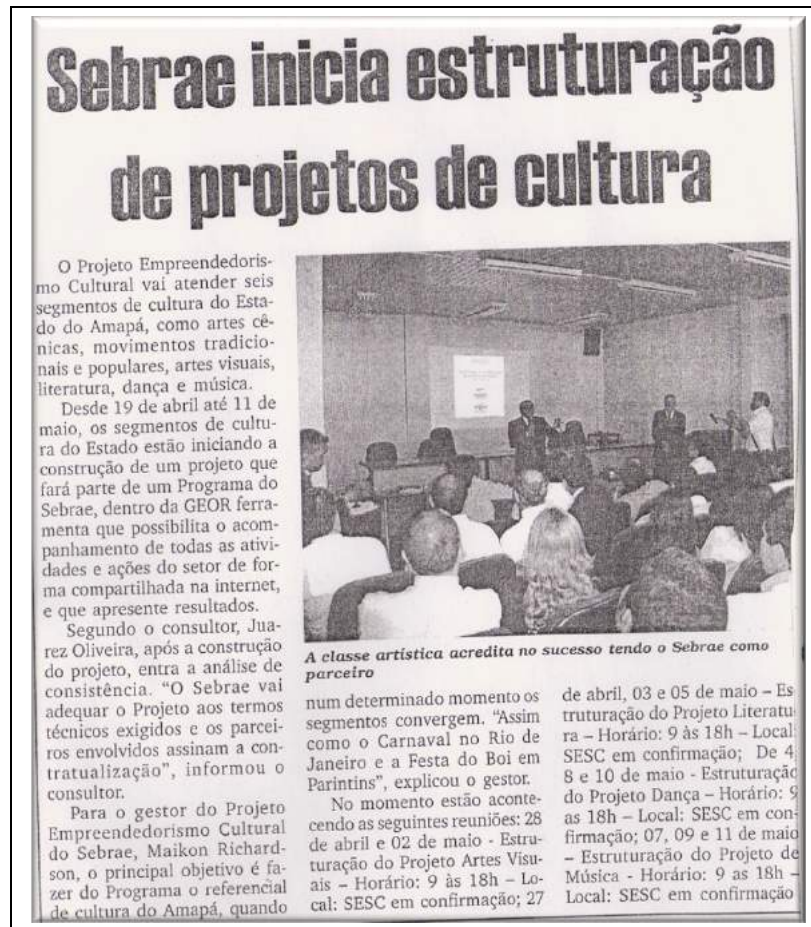 Sebrae inicia estruturação
de projetos de cultura
O Projeto Empreendedoris-
mo Cultural vai atender seis
segmentos de cultura do Esta-
do do Amapá, como artes cê-
nicas, movimentos tradicio-
nais e populares, artes visuais,
literatura, dança e música.
Desde 19 de abril até 11 de
maio, os segmentos de cultu-
ra do Estado estão iniciando a
construção de um projeto que
fará parte de um Programa do
Sebrae, dentro da GEOR ferra-
menta que possibilita o acom-
panhamento de todas as ativi-
dades e ações do setor de for-
ma compartilhada na internet,
e que apresente resultados.
Segundo o consultor, Jua-
rez Oliveira, após a construção
do projeto, entra a análise de
consistência. “O Sebrae vai
adequar o Projeto aos termos
técnicos exigidos e os parcei-
ros envolvidos assinam a con-
tratualização”, informou o
consultor.
Para o gestor do Projeto
Empreendedorismo Cultural
do Sebrae, Maikon Richard-
son, o principal objetivo é fa-
zer do Programa o referencial
de cultura do Amapá, quando
A classe artística acredita no sucesso tendo o Sebrae como
parceiro
num determinado momento os
segmentos convergem. “Assim
como o Carnaval no Rio de
Janeiro e a Festa do Boi em
Parintins”, explicou o gestor.
No momento estão aconte-
cendo as seguintes reuniões: 28
de abril e 02 de maio - Estru-
turação do Projeto Artes Visu-
ais – Horário: 9 às 18h – Lo-
cal: SESC em confirmação; 27
de abril, 03 e 05 de maio – Es-
truturação do Projeto Literatu-
ra – Horário: 9 às 18h – Local:
SESC em confirmação; De 4,
8 e 10 de maio - Estruturação
do Projeto Dança – Horário: 9
as 18h – Local: SESC em con-
firmação; 07, 09 e 11 de maio
– Estruturação do Projeto de
Música - Horário: 9 as 18h –
Local: SESC em confirmação